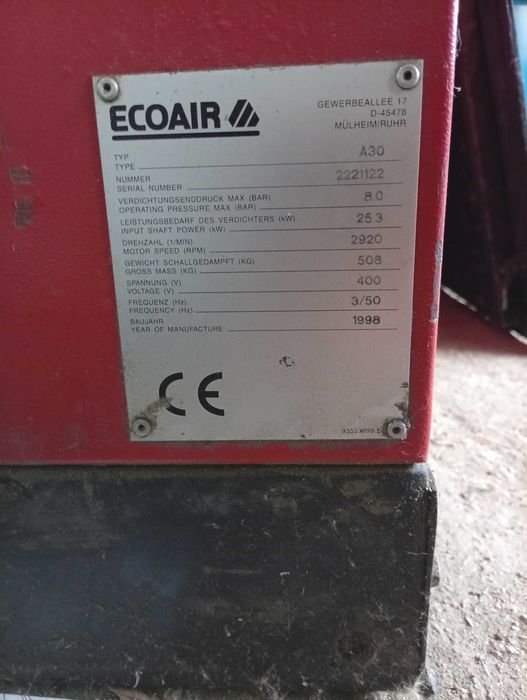 ECOAIR
GEWERBEALLEE 17
D-45478
MÜLHEIM/RUHR
TYP
TYPE A30
NUMMER
SERIAL NUMBER 2221122
VERDICHTUNGSENDDRUCK MAX (BAR)
OPERATING PRESSURE MAX (BAR) 8.0
LEISTUNGSBEDARF DES VERDICHTERS (kW)
INPUT SHAFT POWER (kW) 25.3
DREHZAHL (1/MIN)
MOTOR SPEED (RPM) 2920
GEWICHT SCHALLGEDAMPFT (KG)
GROSS MASS (KG) 508
SPANNUNG (V)
VOLTAGE (V) 400
FREQUENZ (Hz)
FREQUENCY (Hz) 3/50
BAUJAHR
YEAR OF MANUFACTURE 1998
CE